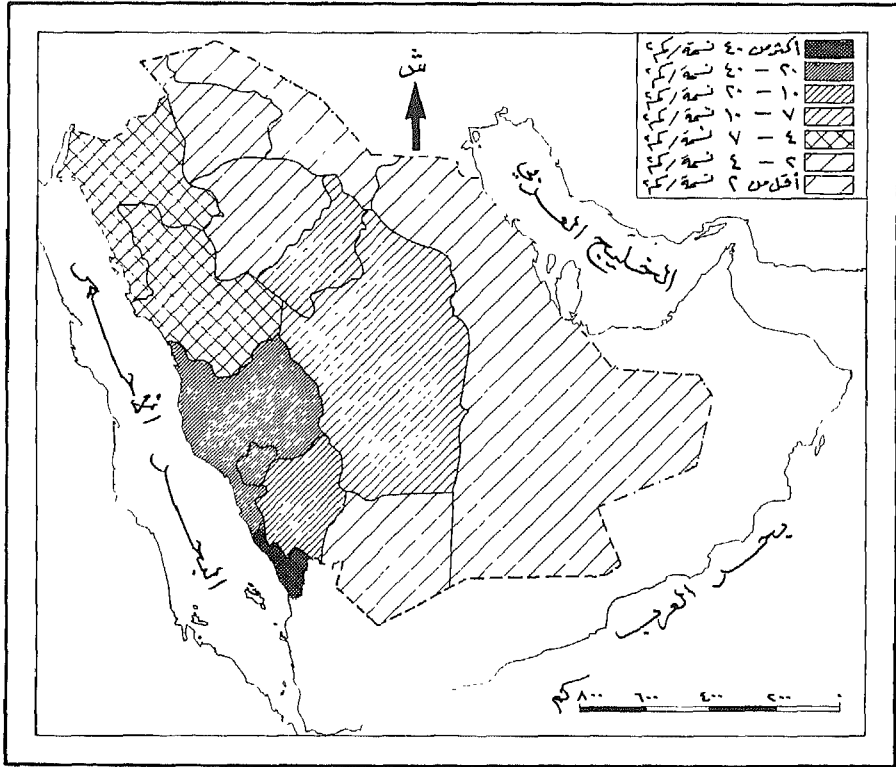 ش
أكثر من ٤٠ نسمة/كم٢
٢٠ – ٤٠ نسمة/كم٢
١٠ – ٢٠ نسمة/كم٢
٧ – ١٠ نسمة/كم٢
٤ – ٧ نسمة/كم٢
٢ – ٤ نسمة/كم٢
أقل من ٢ نسمة/كم٢
الخليج العربي
البحر الأحمر
بحر العرب
كم ٨٠٠ ٦٠٠ ٤٠٠ ٢٠٠ ٠